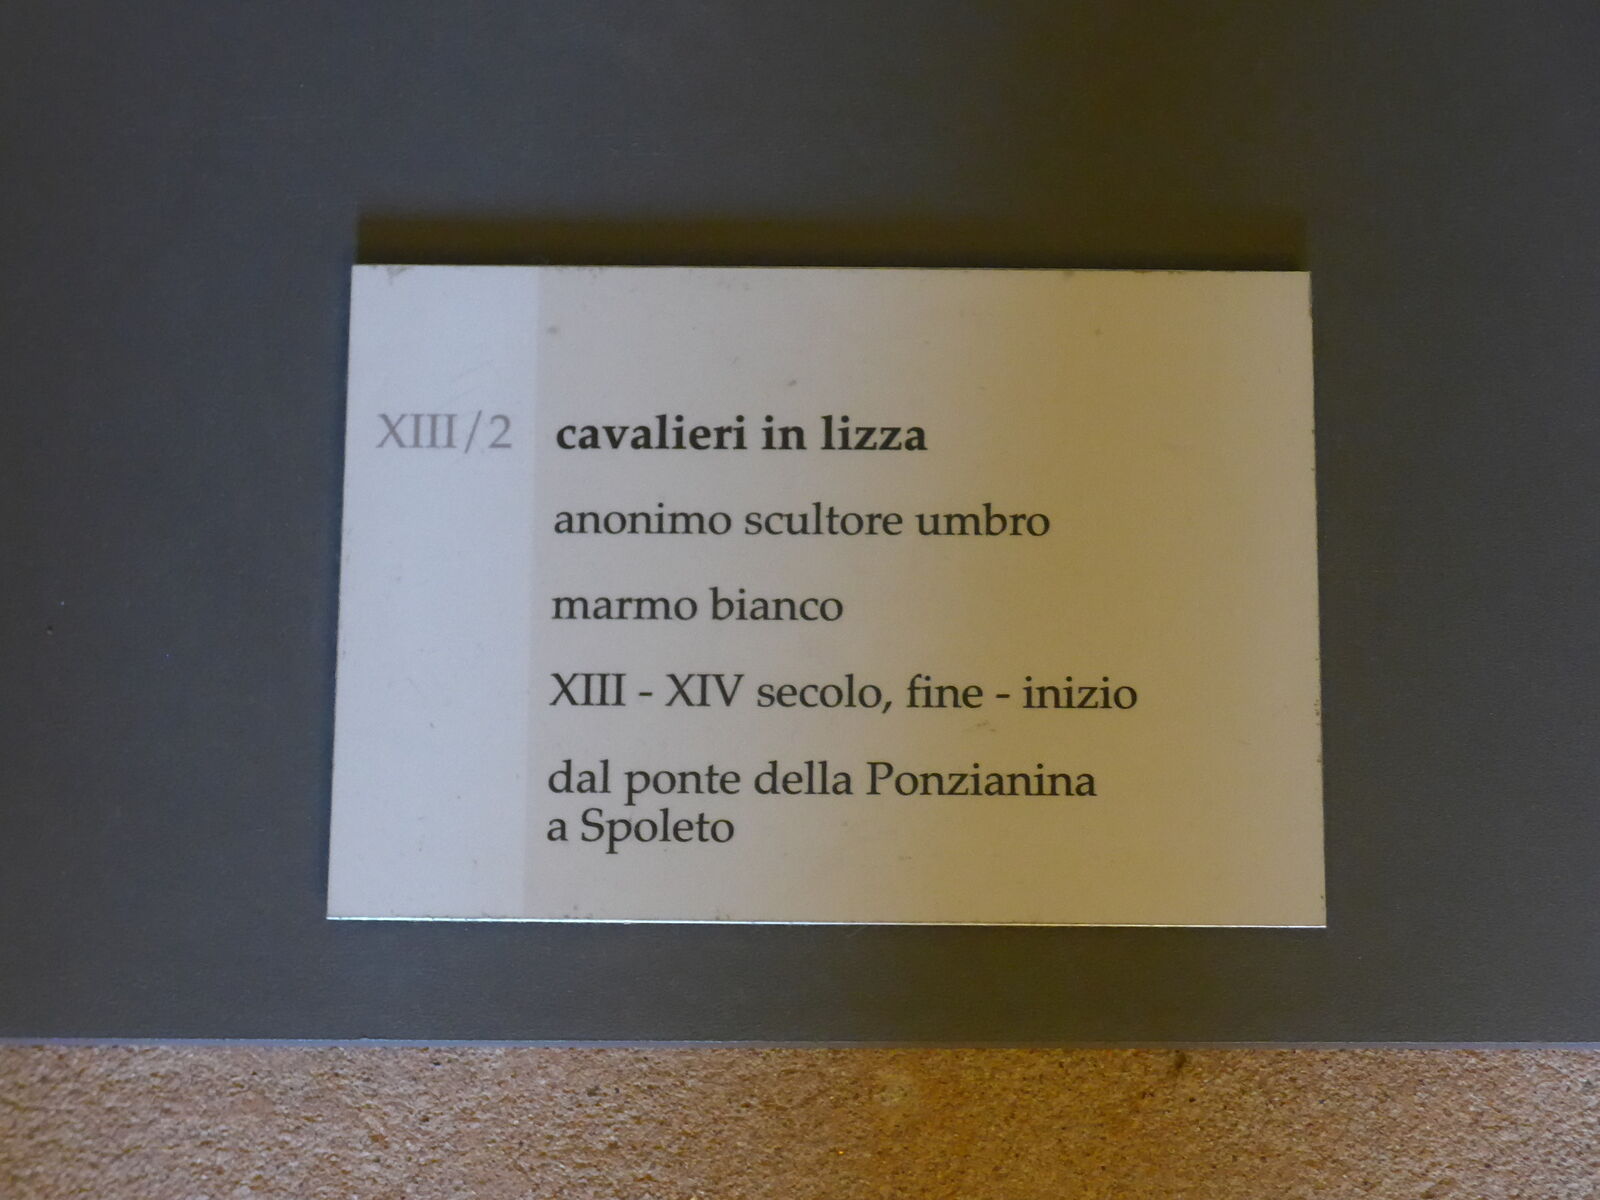 XIII/2 cavalieri in lizza
anonimo scultore umbro
marmo bianco
XIII - XIV secolo, fine - inizio
dal ponte della Ponzianina
a Spoleto